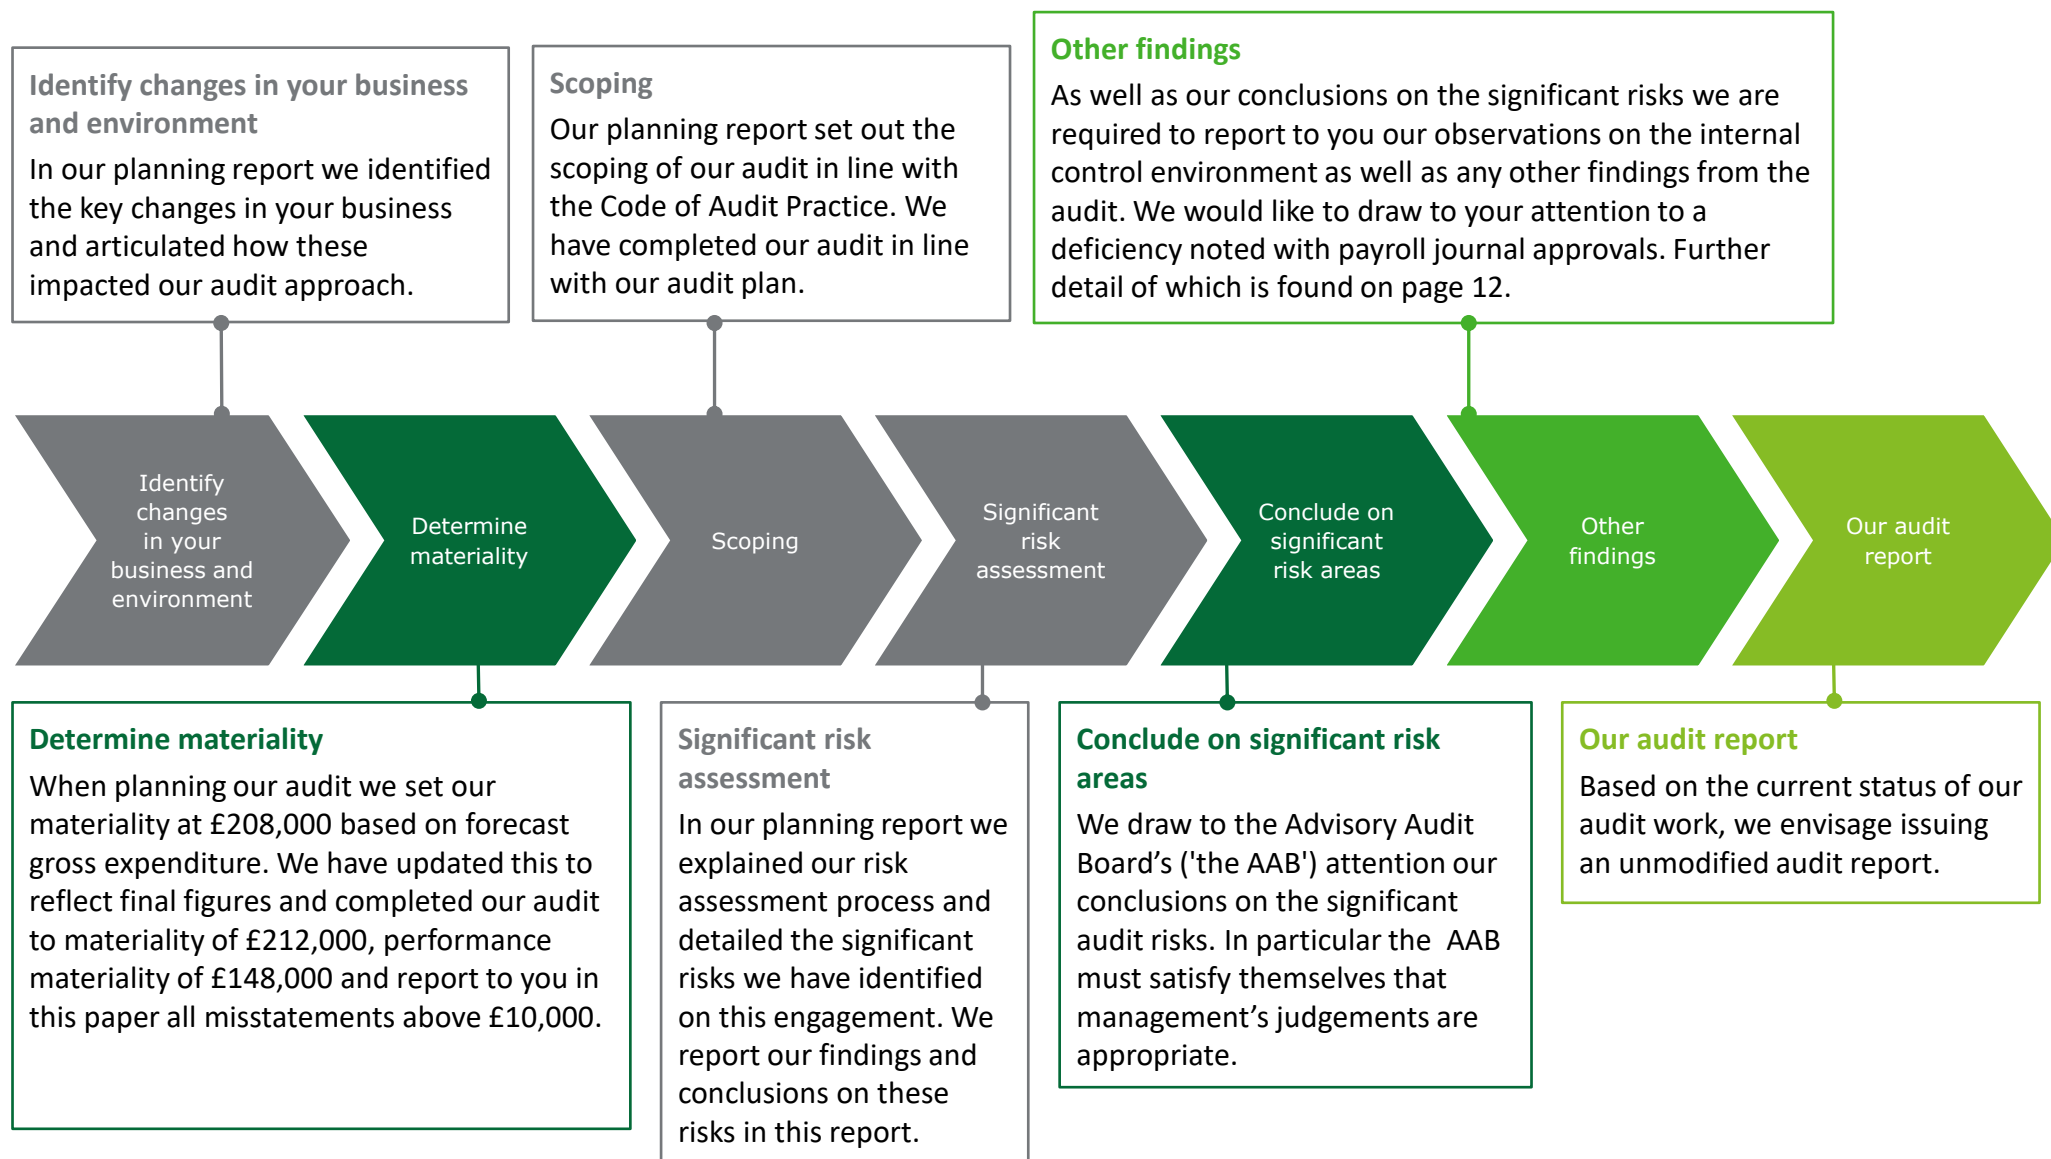 Identify changes in your business
and environment
In our planning report we identified
the key changes in your business
and articulated how these
impacted our audit approach.
Scoping
Our planning report set out the
scoping of our audit in line with
the Code of Audit Practice. We
have completed our audit in line
with our audit plan.
Other findings
As well as our conclusions on the significant risks we are
required to report to you our observations on the internal
control environment as well as any other findings from the
audit. We would like to draw to your attention to a
deficiency noted with payroll journal approvals. Further
detail of which is found on page 12.
Identify
changes
in your
business and
environment
Determine
materiality
Scoping
Significant
risk
assessment
Conclude on
significant
risk areas
Other
findings
Our audit
report
Determine materiality
When planning our audit we set our
materiality at £208,000 based on forecast
gross expenditure. We have updated this to
reflect final figures and completed our audit
to materiality of £212,000, performance
materiality of £148,000 and report to you in
this paper all misstatements above £10,000.
Significant risk
assessment
In our planning report we
explained our risk
assessment process and
detailed the significant
risks we have identified
on this engagement. We
report our findings and
conclusions on these
risks in this report.
Conclude on significant risk
areas
We draw to the Advisory Audit
Board’s ('the AAB') attention our
conclusions on the significant
audit risks. In particular the  AAB
must satisfy themselves that
management’s judgements are
appropriate.
Our audit report
Based on the current status of our
audit work, we envisage issuing
an unmodified audit report.